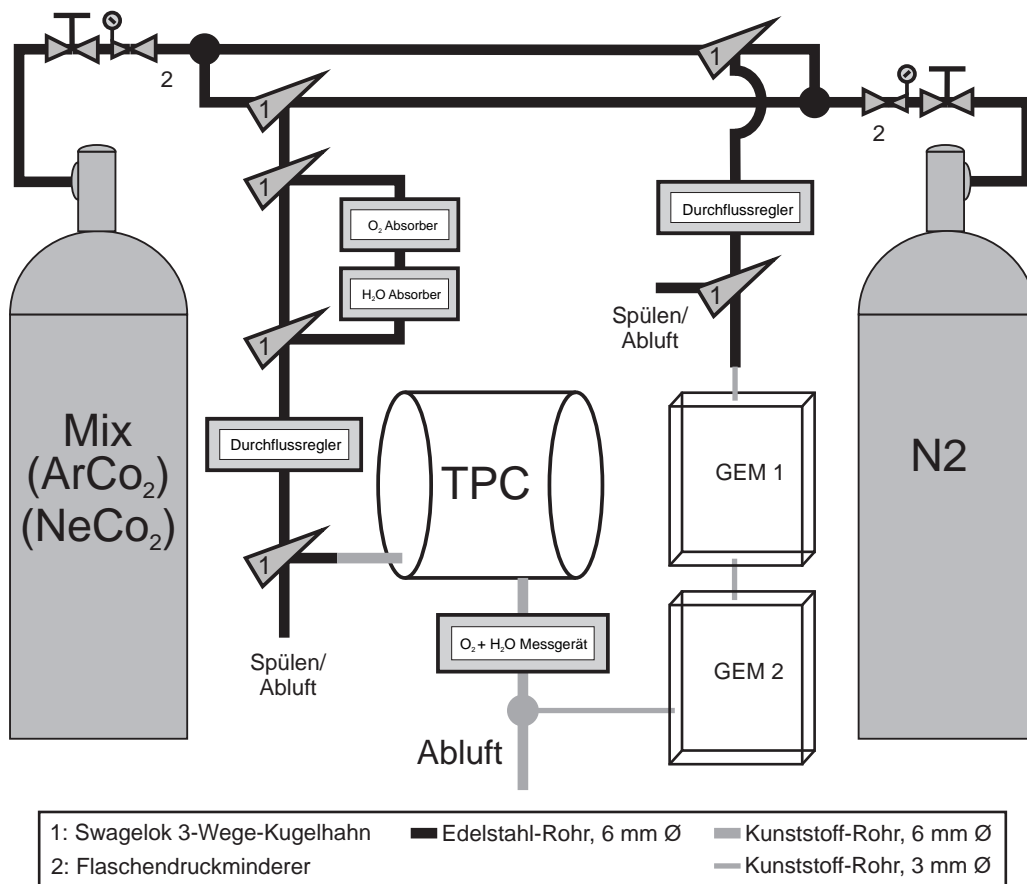 2
1
1
2
1
Durchflussregler
O₂ Absorber
H₂O Absorber
1
Spülen/
Abluft
1
Mix
(ArCo₂)
(NeCo₂)
Durchflussregler
TPC
GEM 1
N2
1
O₂ + H₂O Messgerät
Spülen/
Abluft
GEM 2
Abluft
1: Swagelok 3-Wege-Kugelhahn
Edelstahl-Rohr, 6 mm Ø
Kunststoff-Rohr, 6 mm Ø
2: Flaschendruckminderer
Kunststoff-Rohr, 3 mm Ø